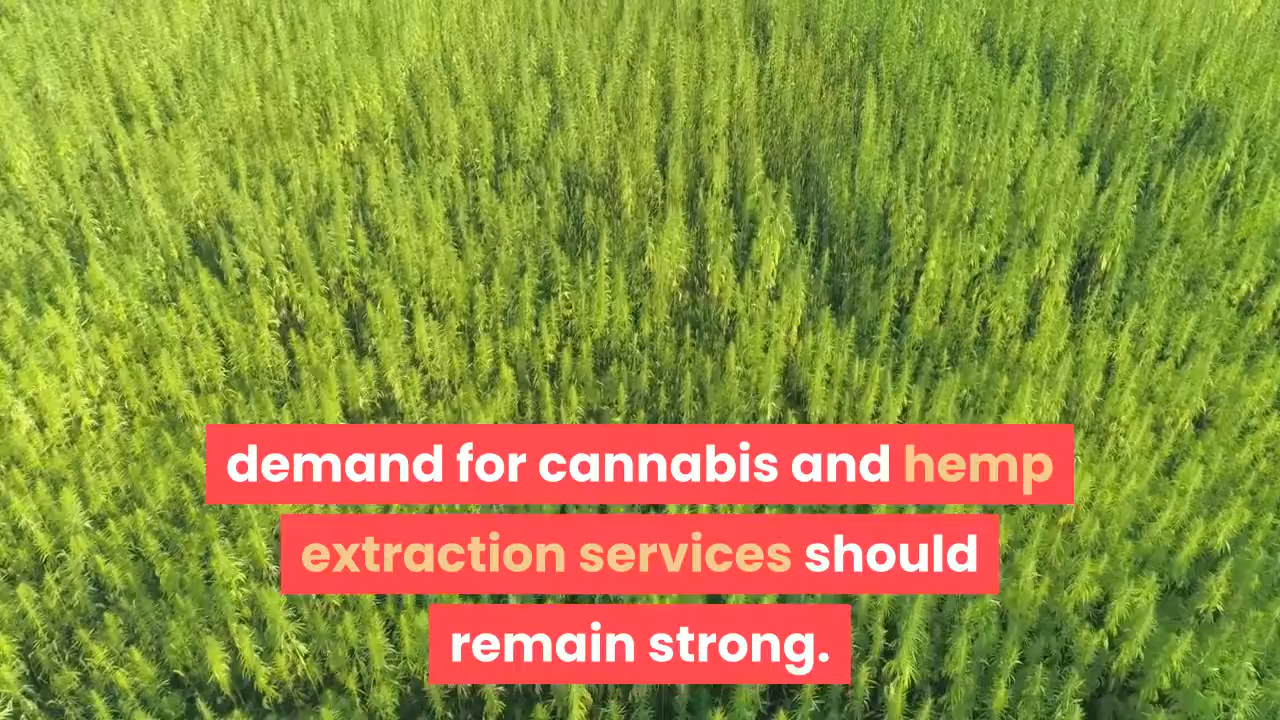 demand for cannabis and hemp
extraction services should
remain strong.